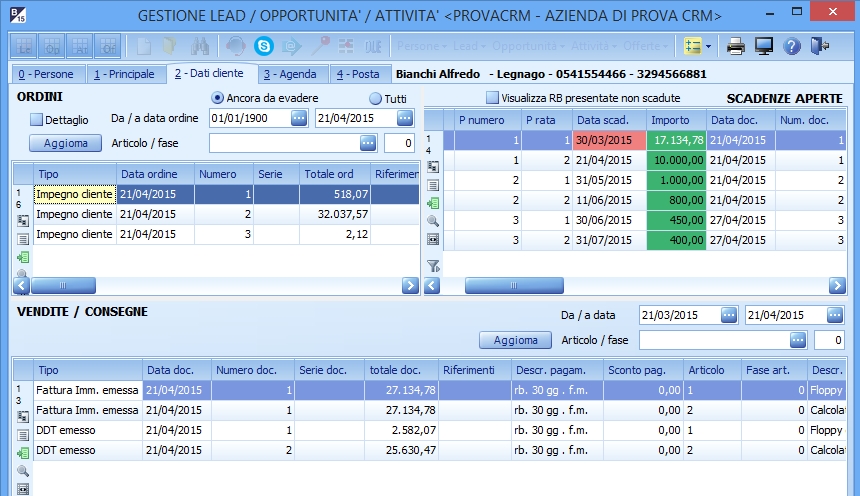 B
15
GESTIONE LEAD / OPPORTUNITA' / ATTIVITA' <PROVACRM - AZIENDA DI PROVA CRM>
Persone Lead Opportunità Attività Offerte
0 - Persone 1 - Principale 2 - Dati cliente 3 - Agenda 4 - Posta Bianchi Alfredo - Legnago - 0541554466 - 3294566881
ORDINI
Ancora da evadere Tutti
Dettaglio Da / a data ordine 01/01/1900 21/04/2015
Aggiorna Articolo / fase 0
Tipo Data ordine Numero Serie Totale ord Riferimen
1 6
Impegno cliente 21/04/2015 1 518,07
Impegno cliente 21/04/2015 2 32.037,57
Impegno cliente 21/04/2015 3 2,12
Visualizza RB presentate non scadute SCADENZE APERTE
P numero P rata Data scad. Importo Data doc. Num. doc.
1 4
1 1 30/03/2015 17.134,78 21/04/2015 1
1 2 21/04/2015 10.000,00 21/04/2015 1
2 1 31/05/2015 1.000,00 21/04/2015 2
2 2 11/06/2015 800,00 21/04/2015 2
3 1 30/06/2015 450,00 27/04/2015 3
3 2 31/07/2015 400,00 27/04/2015 3
VENDITE / CONSEGNE
Da / a data 21/03/2015 21/04/2015
Aggiorna Articolo / fase 0
Tipo Data doc. Numero doc. Serie doc. totale doc. Riferimenti Descr. pagam. Sconto pag. Articolo Fase art. Descr.
1 3
Fattura Imm. emessa 21/04/2015 1 27.134,78 rb. 30 gg . f.m. 0,00 1 0 Floppy
Fattura Imm. emessa 21/04/2015 1 27.134,78 rb. 30 gg . f.m. 0,00 2 0 Calcola
DDT emesso 21/04/2015 1 2.582,07 rb. 30 gg . f.m. 0,00 1 0 Floppy
DDT emesso 21/04/2015 2 25.630,47 rb. 30 gg . f.m. 0,00 2 0 Calcola